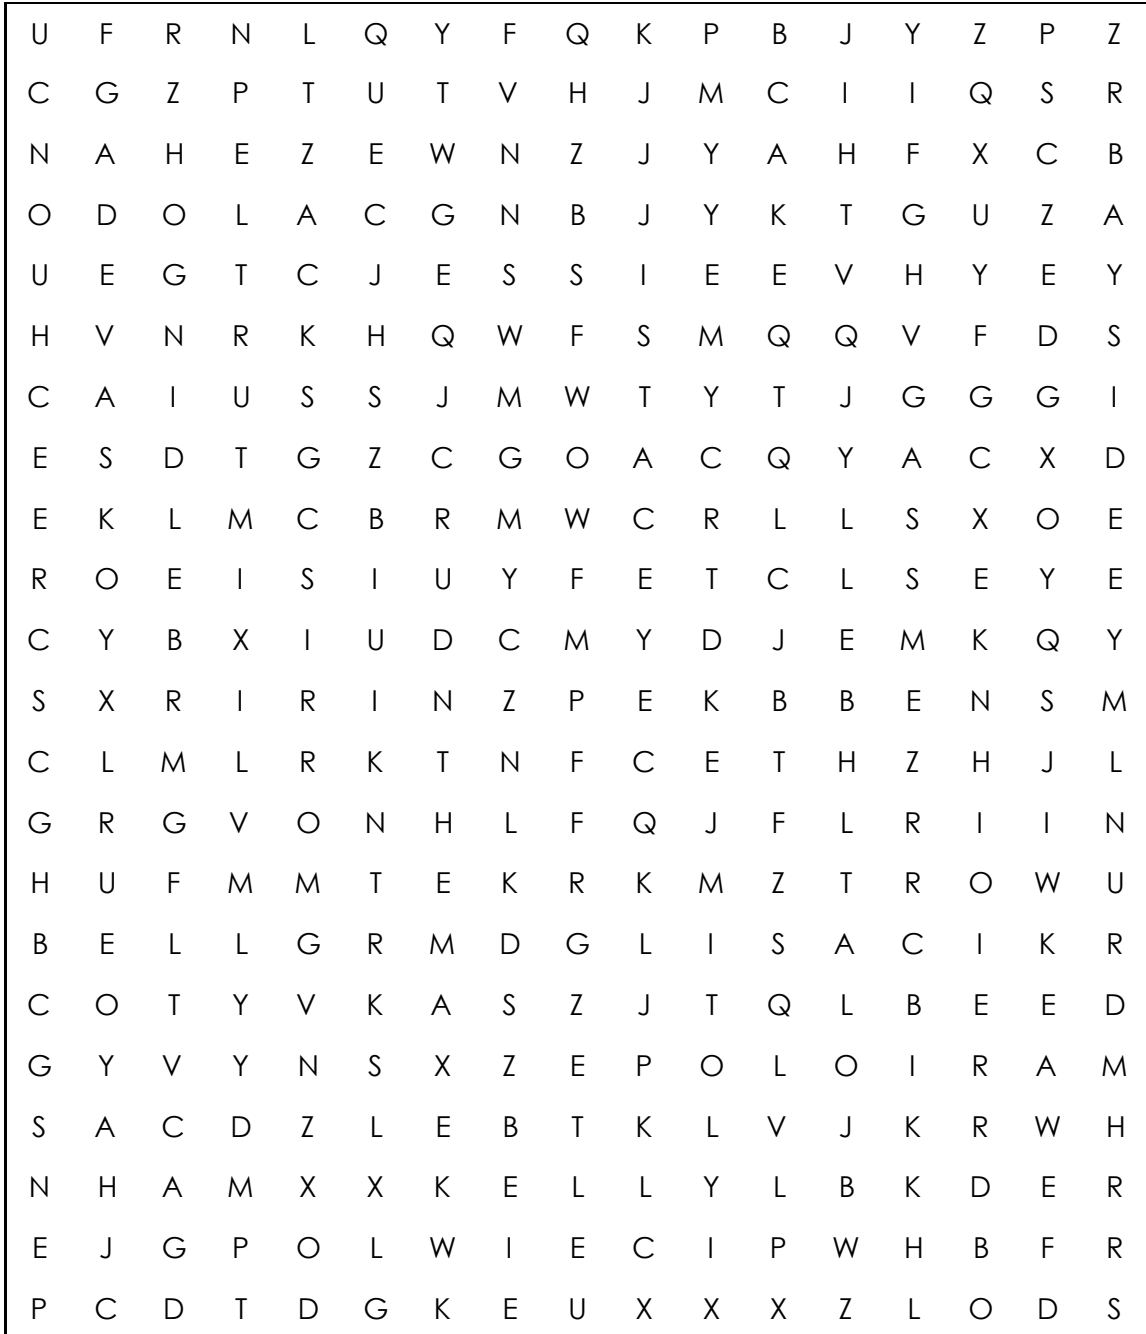 U F R N L Q Y F Q K P B J Y Z P Z
C G Z P T U T V H J M C I I Q S R
N A H E Z E W N Z J Y A H F X C B
O D O L A C G N B J Y K T G U Z A
U E G T C J E S S I E E V H Y E Y
H V N R K H Q W F S M Q Q V F D S
C A I U S S J M W T Y T J G G G I
E S D T G Z C G O A C Q Y A C X D
E K L M C B R M W C R L L S X O E
R O E I S I U Y F E T C L S E Y E
C Y B X I U D C M Y D J E M K Q Y
S X R I R I N Z P E K B B E N S M
C L M L R K T N F C E T H Z H J L
G R G V O N H L F Q J F L R I I N
H U F M M T E K R K M Z T R O W U
B E L L G R M D G L I S A C I K R
C O T Y V K A S Z J T Q L B E E D
G Y V Y N S X Z E P O L O I R A M
S A C D Z L E B T K L V J K R W H
N H A M X X K E L L Y L B K D E R
E J G P O L W I E C I P W H B F R
P C D T D G K E U X X X Z L O D S